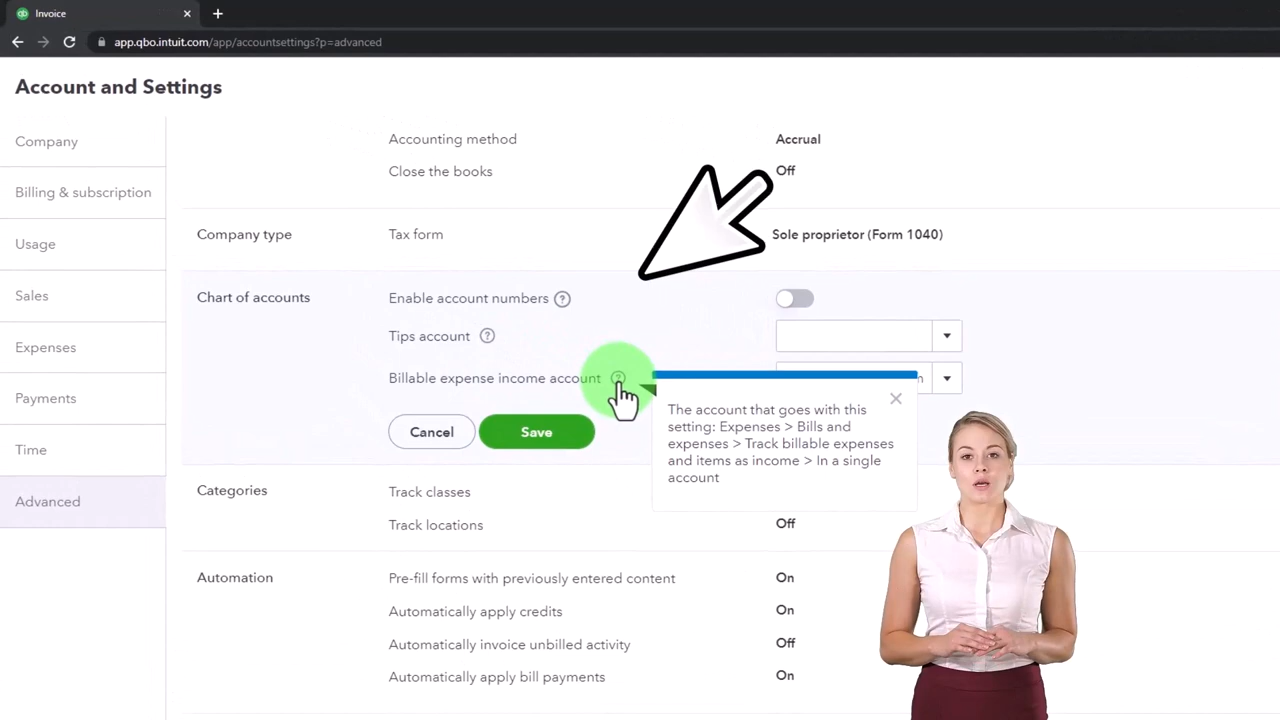 Invoice
app.qbo.intuit.com/app/accountsettings?p=advanced
Account and Settings
Company
Billing & subscription
Usage
Sales
Expenses
Payments
Time
Advanced
Accounting method Accrual
Close the books Off
Company type Tax form Sole proprietor (Form 1040)
Chart of accounts Enable account numbers ?
Tips account ?
Billable expense income account ?
Cancel Save
The account that goes with this
setting: Expenses > Bills and
expenses > Track billable expenses
and items as income > In a single
account
Categories Track classes
Track locations Off
Automation Pre-fill forms with previously entered content On
Automatically apply credits On
Automatically invoice unbilled activity Off
Automatically apply bill payments On